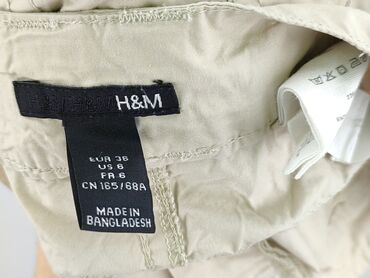 H&M
EUR 36
US 6
FR 6
CN 165/68A
MADE IN
BANGLADESH